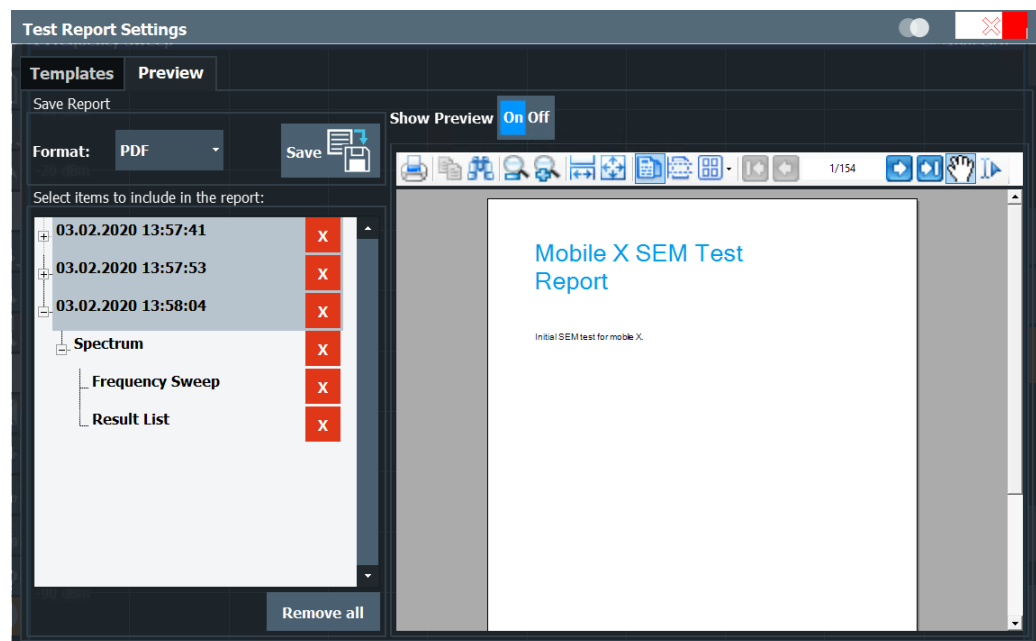 Test Report Settings
Templates Preview
Save Report
Show Preview On Off
Format: PDF Save
1/154
Select items to include in the report:
03.02.2020 13:57:41 X
03.02.2020 13:57:53 X
03.02.2020 13:58:04 X
Spectrum X
Frequency Sweep X
Result List X
Remove all
Mobile X SEM Test
Report
Initial SEM test for mobile X.